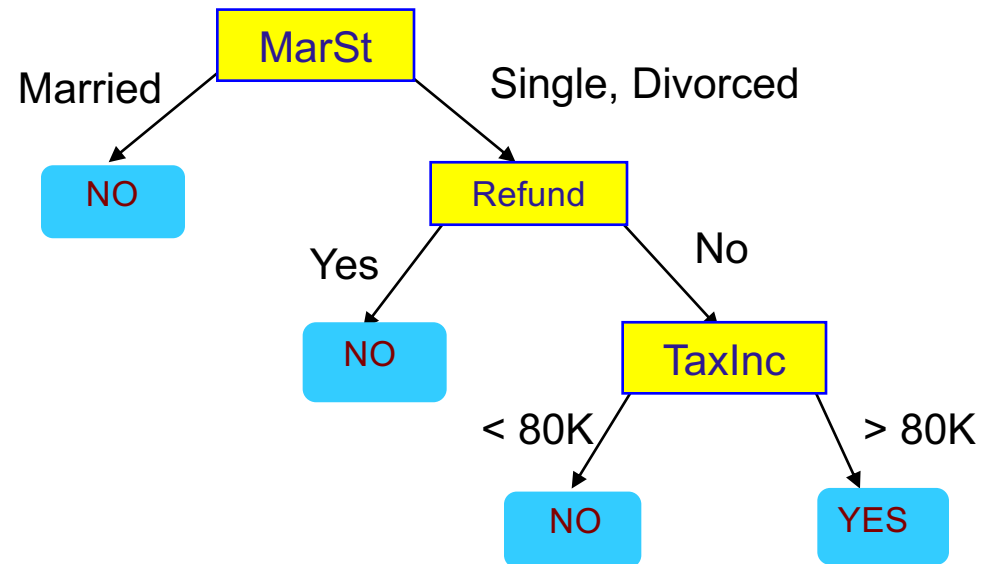 MarSt
Married
Single, Divorced
NO
Refund
Yes
No
NO
TaxInc
< 80K
> 80K
NO
YES